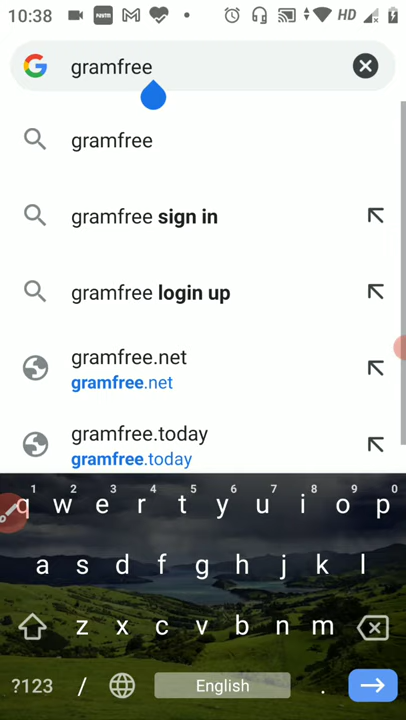 10:38 paytm HD
gramfree
gramfree
gramfree sign in
gramfree login up
gramfree.net
gramfree.net
gramfree.today
gramfree.today
1 2 3 4 5 6 7 8 9 0
q w e r t y u i o p
a s d f g h j k l
z x c v b n m
?123 / English .